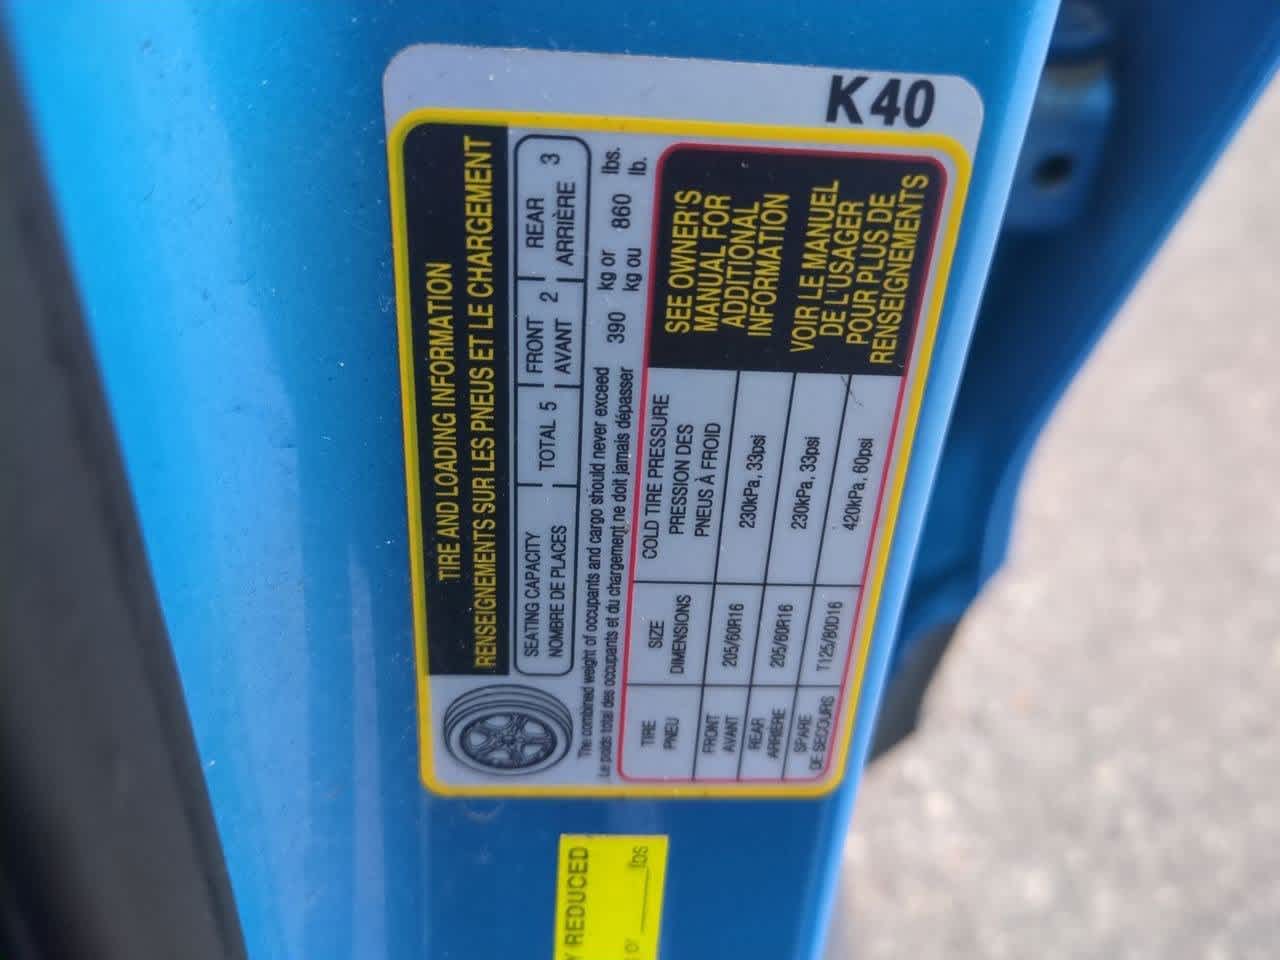 K40
TIRE AND LOADING INFORMATION
RENSEIGNEMENTS SUR LES PNEUS ET LE CHARGEMENT
SEATING CAPACITY
NOMBRE DE PLACES
TOTAL 5
FRONT
AVANT
2
REAR
ARRIÈRE
3
The combined weight of occupants and cargo should never exceed 390 kg or 860 lbs.
Le poids total des occupants et du chargement ne doit jamais dépasser kg ou lb.
TIRE
PNEU
SIZE
DIMENSIONS
COLD TIRE PRESSURE
PRESSION DES
PNEUS À FROID
FRONT
AVANT
205/60R16
230kPa, 33psi
REAR
ARRIÈRE
205/60R16
230kPa, 33psi
SPARE
DE SECOURS
T125/80D16
420kPa, 60psi
SEE OWNER'S
MANUAL FOR
ADDITIONAL
INFORMATION
VOIR LE MANUEL
DE L'USAGER
POUR PLUS DE
RENSEIGNEMENTS
Y REDUCED
or _____ lbs